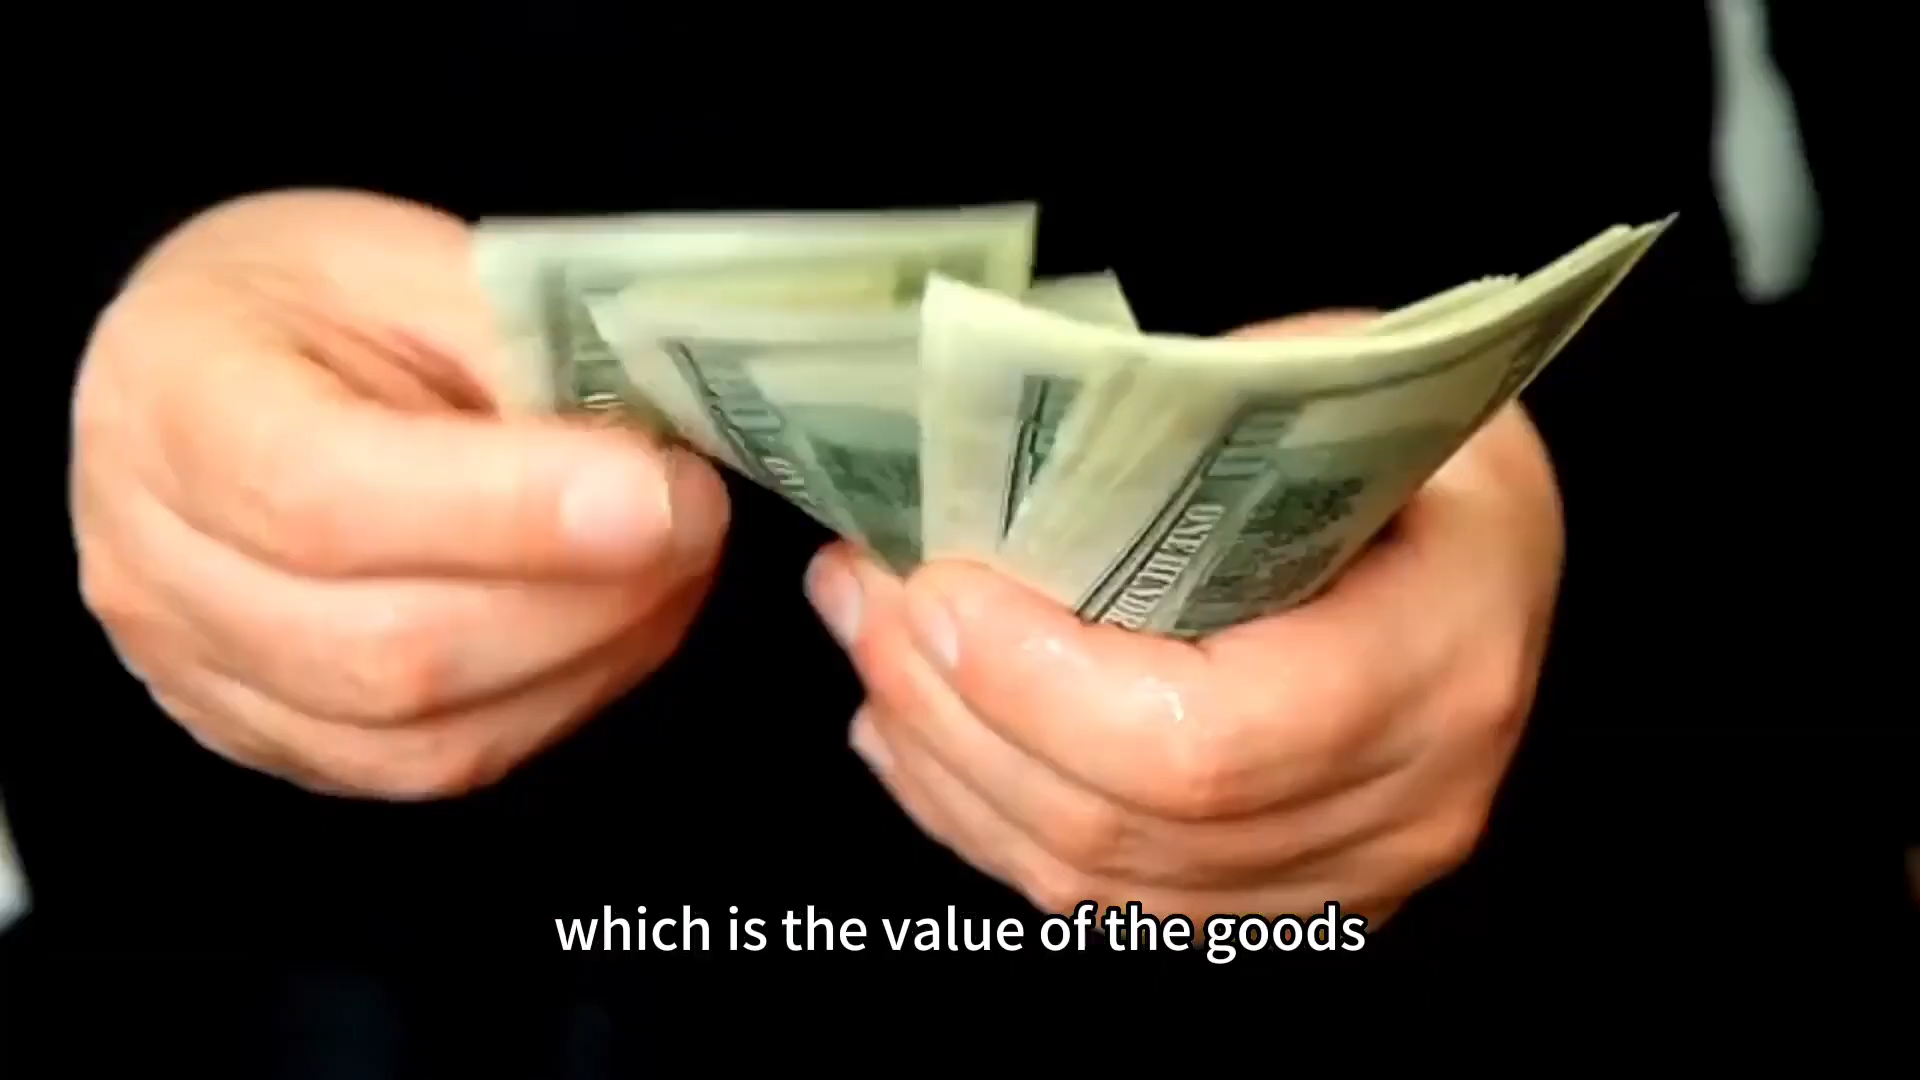 which is the value of the goods